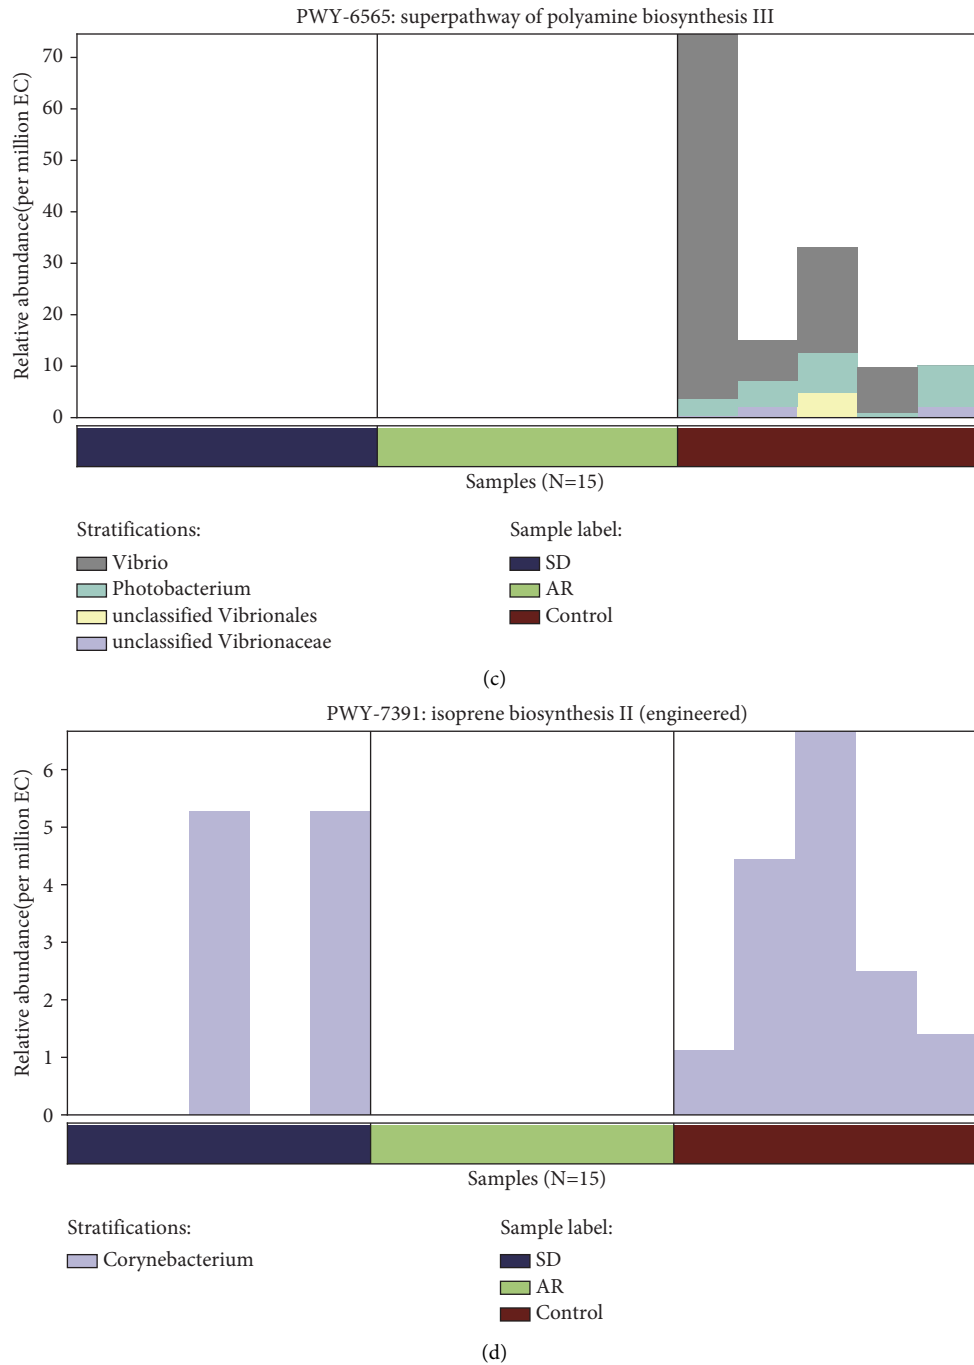 PWY-6565: superpathway of polyamine biosynthesis III
Relative abundance(per million EC)
70
60
50
40
30
20
10
0
Samples (N=15)
Stratifications:
Vibrio
Photobacterium
unclassified Vibrionales
unclassified Vibrionaceae
Sample label:
SD
AR
Control
(c)
PWY-7391: isoprene biosynthesis II (engineered)
Relative abundance(per million EC)
6
5
4
3
2
1
0
Samples (N=15)
Stratifications:
Corynebacterium
Sample label:
SD
AR
Control
(d)